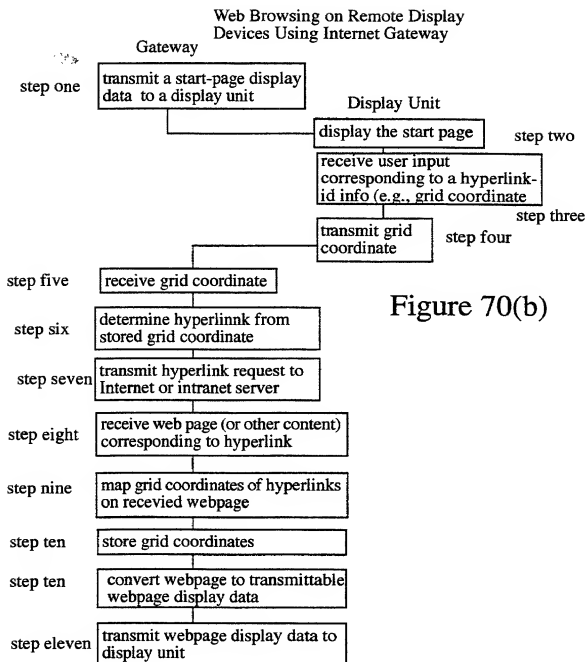 Web Browsing on Remote Display
Devices Using Internet Gateway
Gateway
step one
transmit a start-page display
data to a display unit
Display Unit
display the start page
step two
receive user input
corresponding to a hyperlink-
id info (e.g., grid coordinate
step three
transmit grid
coordinate
step four
step five
receive grid coordinate
Figure 70(b)
step six
determine hyperlinnk from
stored grid coordinate
step seven
transmit hyperlink request to
Internet or intranet server
step eight
receive web page (or other content)
corresponding to hyperlink
step nine
map grid coordinates of hyperlinks
on recevied webpage
step ten
store grid coordinates
step ten
convert webpage to transmittable
webpage display data
step eleven
transmit webpage display data to
display unit